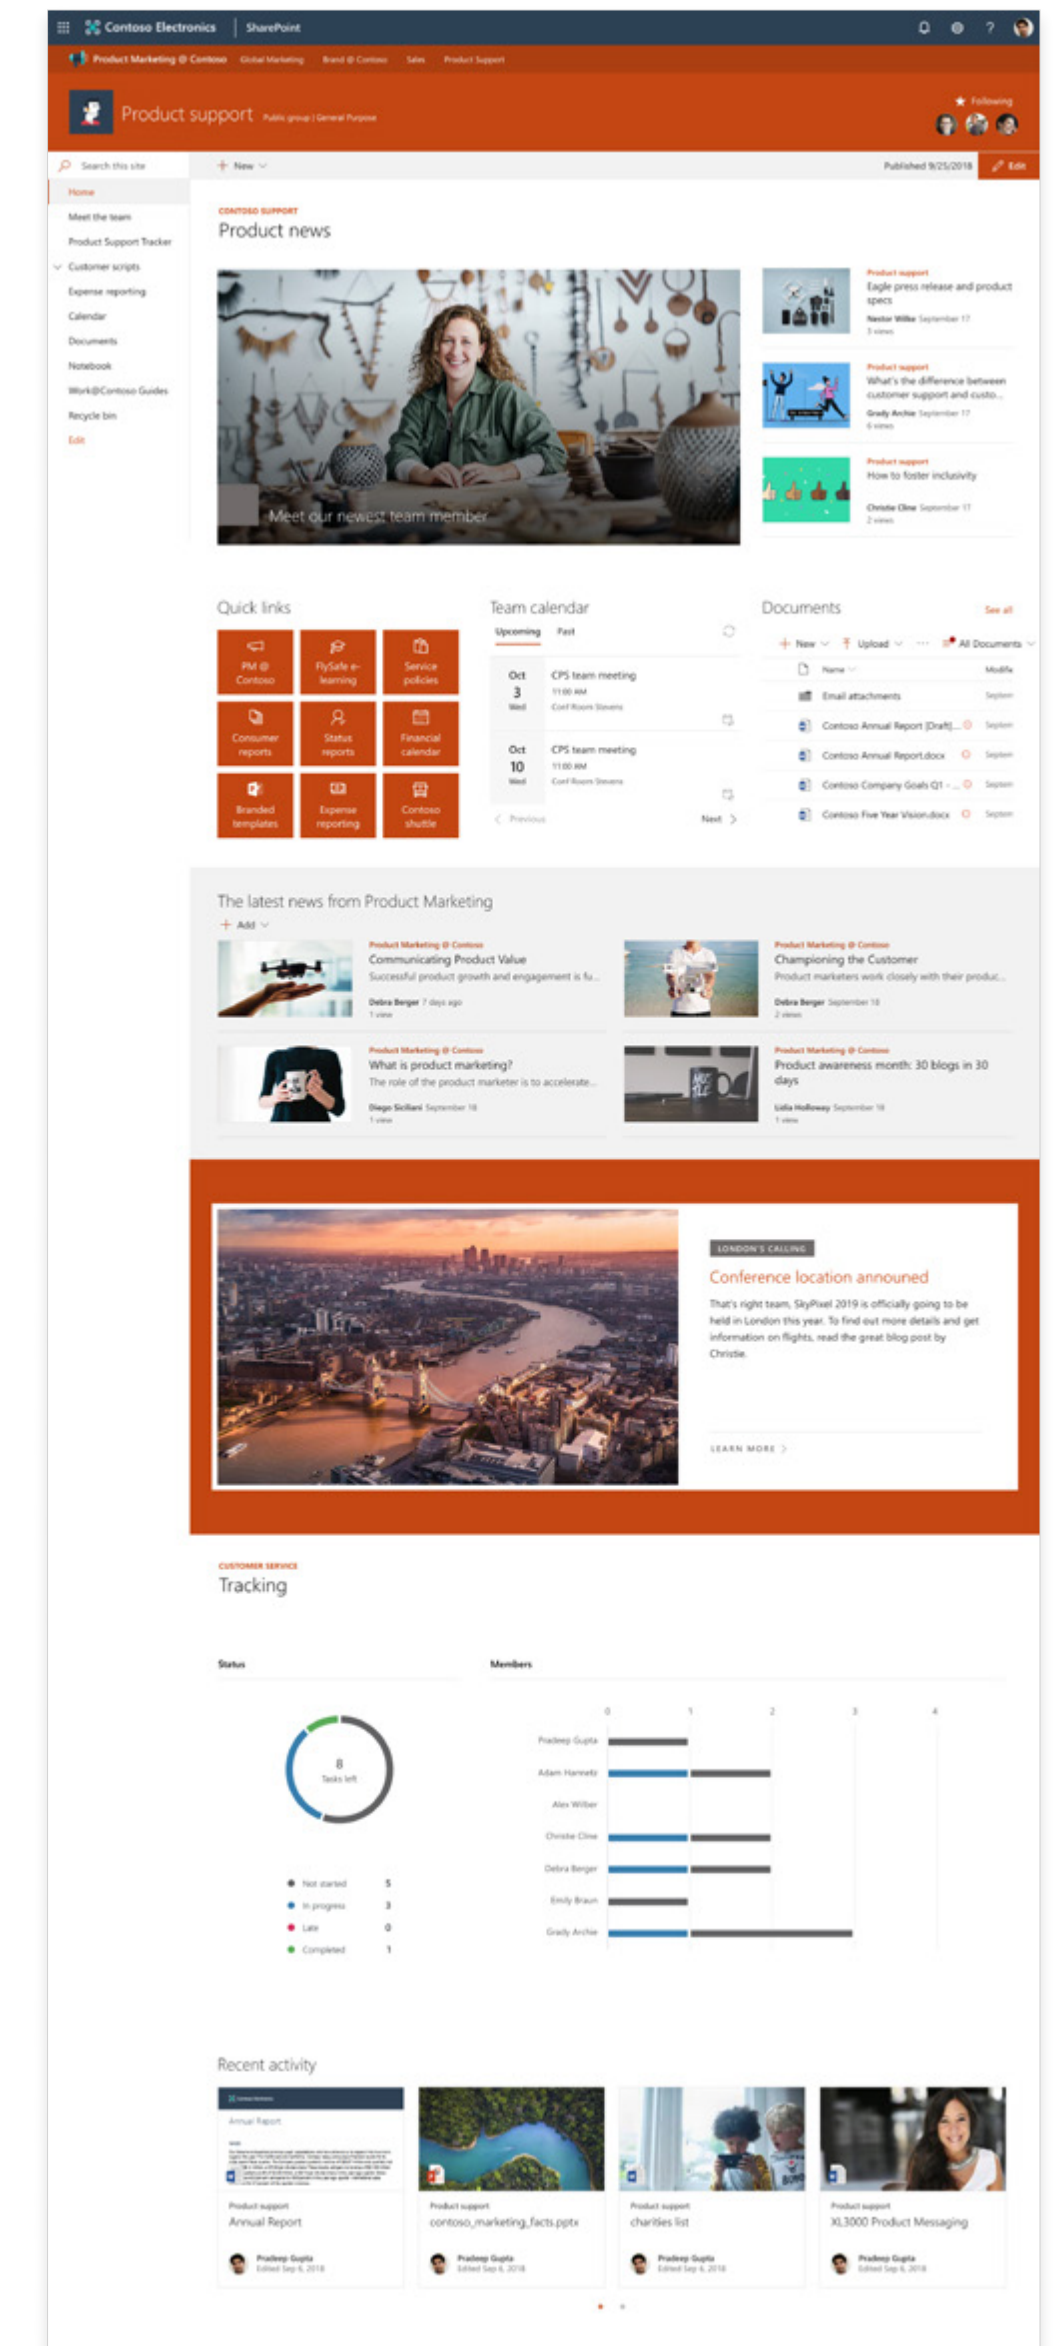 Contoso Electronics
SharePoint
?
Product Marketing @ Contoso
Global Marketing
Brand @ Contoso
Sales
Product Support
Product support
Public group | General Purpose
Following
Search this site
New
Published 9/25/2018
Edit
Home
Meet the team
Product Support Tracker
Customer scripts
Expense reporting
Calendar
Documents
Notebook
Work@Contoso Guides
Recycle bin
Edit
CONTOSO SUPPORT
Product news
Meet our newest team member
Product support
Eagle press release and product
specs
Nestor Wilke September 17
3 views
Product support
What's the difference between
customer support and custo...
Grady Archie September 17
6 views
Product support
How to foster inclusivity
Christie Cline September 17
2 views
Quick links
PM @
Contoso
FlySafe e-
learning
Service
policies
Consumer
reports
Status
reports
Financial
calendar
Branded
templates
Expense
reporting
Contoso
shuttle
Team calendar
Upcoming
Past
Oct
3
Wed
CPS team meeting
11:00 AM
Conf Room Stevens
Oct
10
Wed
CPS team meeting
11:00 AM
Conf Room Stevens
Previous
Next
Documents
See all
New
Upload
...
All Documents
Name
Modifie
Email attachments
Septem
Contoso Annual Report [Draft]...
Septem
Contoso Annual Report.docx
Septem
Contoso Company Goals Q1 - ...
Septem
Contoso Five Year Vision.docx
Septem
The latest news from Product Marketing
Add
Product Marketing @ Contoso
Communicating Product Value
Successful product growth and engagement is fu...
Debra Berger 7 days ago
1 view
Product Marketing @ Contoso
Championing the Customer
Product marketers work closely with their produc...
Debra Berger September 18
2 views
Product Marketing @ Contoso
What is product marketing?
The role of the product marketer is to accelerate...
Diego Siciliani September 18
1 view
Product Marketing @ Contoso
Product awareness month: 30 blogs in 30
days
Lidia Holloway September 18
1 view
LONDON'S CALLING
Conference location announed
That's right team, SkyPixel 2019 is officially going to be
held in London this year. To find out more details and get
information on flights, read the great blog post by
Christie.
LEARN MORE
CUSTOMER SERVICE
Tracking
Status
8
Tasks left
Not started 5
In progress 3
Late 0
Completed 1
Members
0 1 2 3 4
Pradeep Gupta
Adam Harmetz
Alex Wilber
Christie Cline
Debra Berger
Emily Braun
Grady Archie
Recent activity
Annual Report
Product support
Annual Report
Pradeep Gupta
Edited Sep 6, 2018
Product support
contoso_marketing_facts.pptx
Pradeep Gupta
Edited Sep 6, 2018
Product support
charities list
Pradeep Gupta
Edited Sep 6, 2018
Product support
XL3000 Product Messaging
Pradeep Gupta
Edited Sep 6, 2018